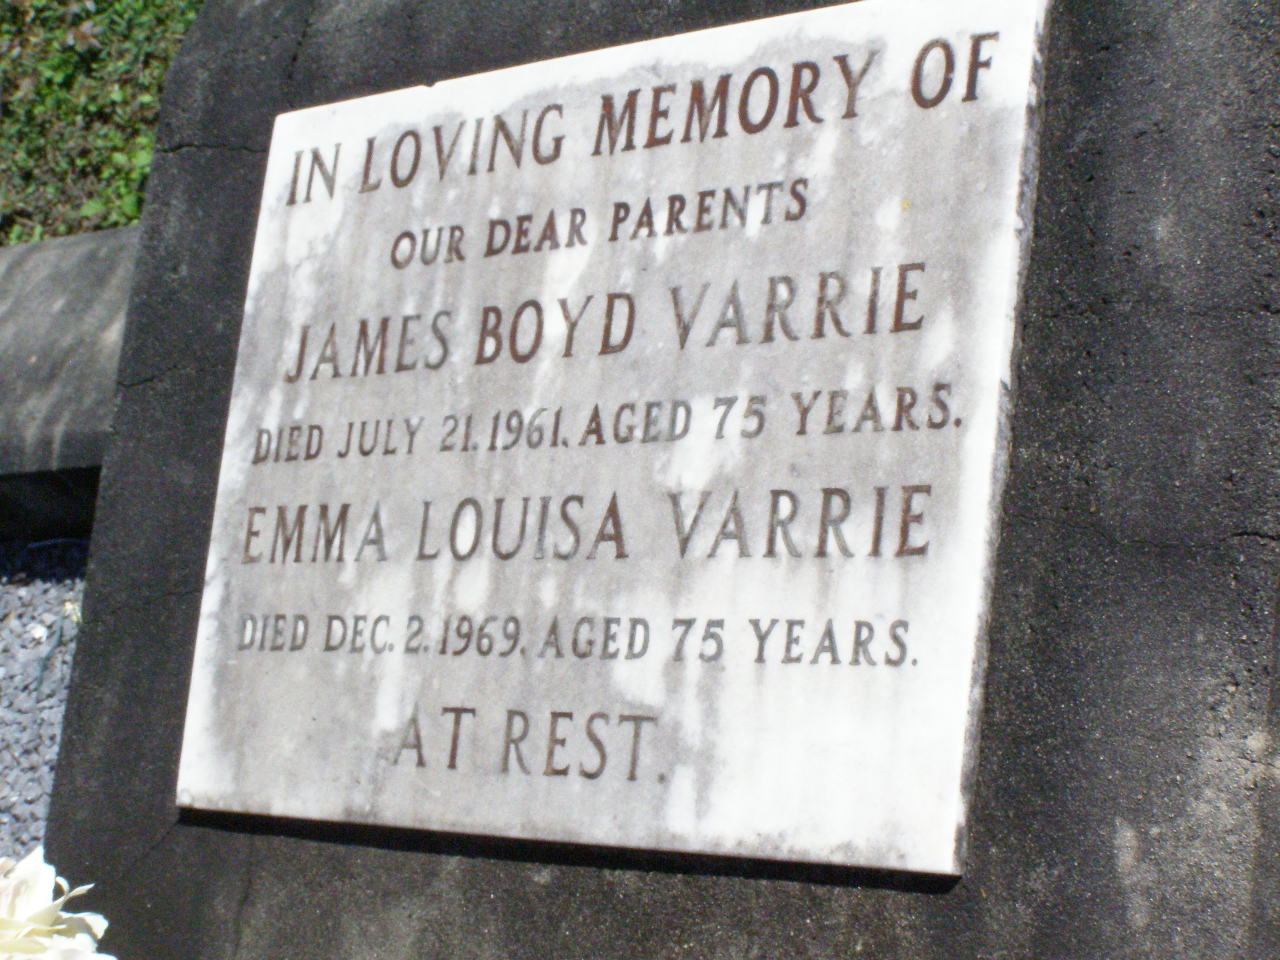 IN LOVING MEMORY OF
OUR DEAR PARENTS
JAMES BOYD VARRIE
DIED JULY 21. 1961. AGED 75 YEARS.
EMMA LOUISA VARRIE
DIED DEC. 2. 1969. AGED 75 YEARS.
AT REST.